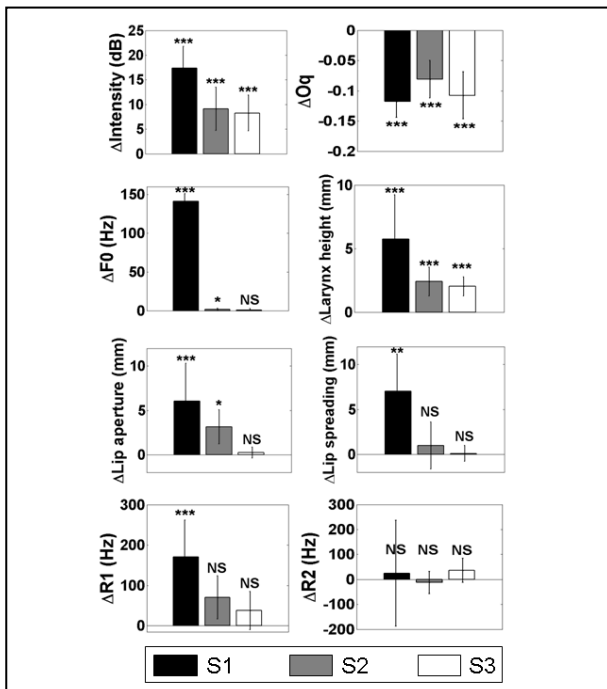 ΔIntensity (dB)
25
20
15
10
5
0
***
***
***
ΔOq
-0.05
-0.1
-0.15
-0.2
***
***
***
ΔF0 (Hz)
150
100
50
0
***
*
NS
ΔLarynx height (mm)
10
5
0
***
***
***
ΔLip aperture (mm)
10
5
0
***
*
NS
ΔLip spreading (mm)
10
5
0
**
NS
NS
ΔR1 (Hz)
300
200
100
0
***
NS
NS
ΔR2 (Hz)
300
200
100
0
-100
-200
NS
NS
NS
S1 S2 S3